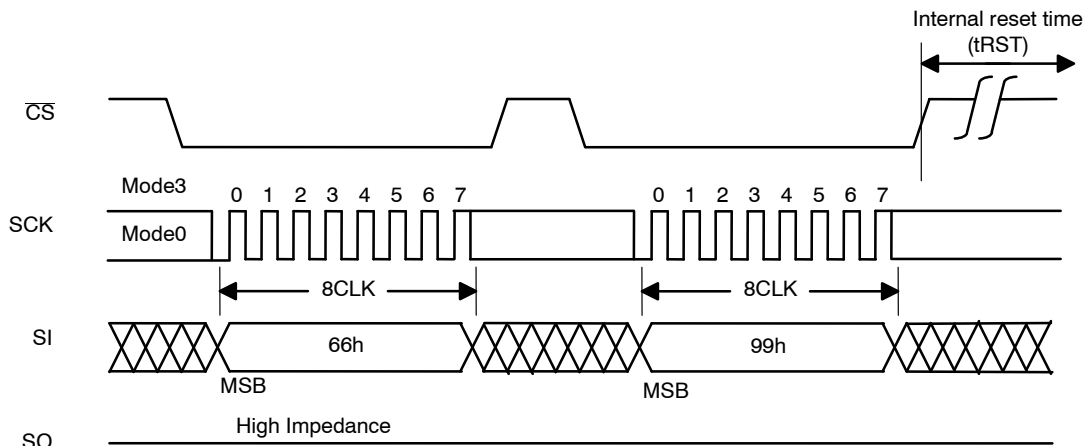 Internal reset time
(tRST)
CS
Mode3
0 1 2 3 4 5 6 7
0 1 2 3 4 5 6 7
SCK
Mode0
8CLK
8CLK
SI
66h
99h
MSB
MSB
High Impedance
SO